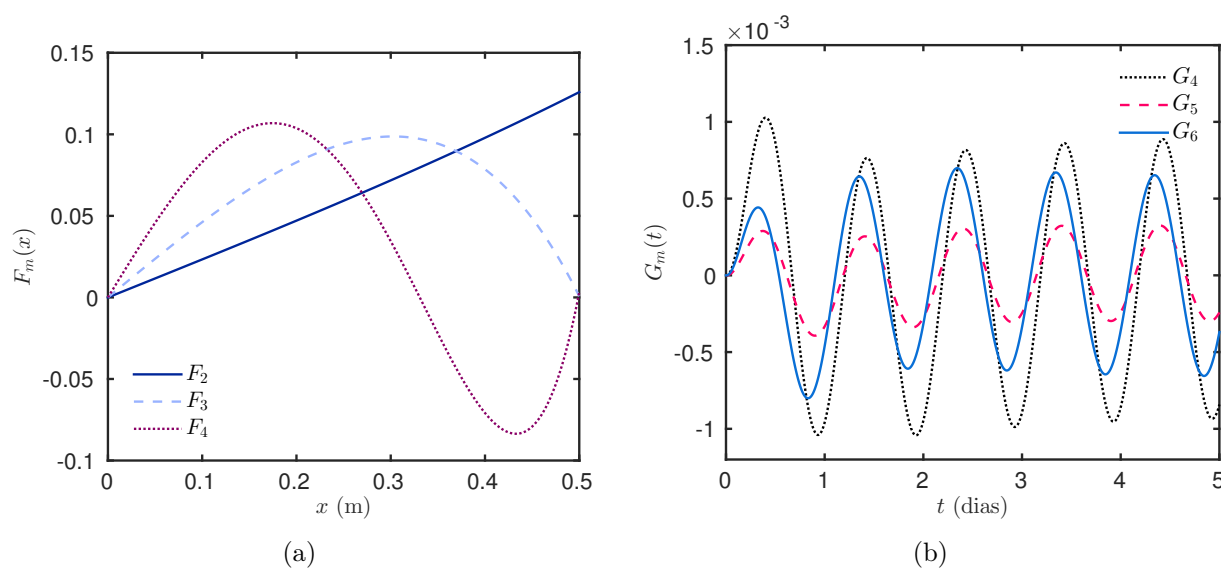 0.15
0.1
0.05
0
-0.05
-0.1
F_m(x)
F_2
F_3
F_4
0 0.1 0.2 0.3 0.4 0.5
x (m)
(a)
×10^-3
1.5
1
0.5
0
-0.5
-1
G_m(t)
G_4
G_5
G_6
0 1 2 3 4 5
t (dias)
(b)